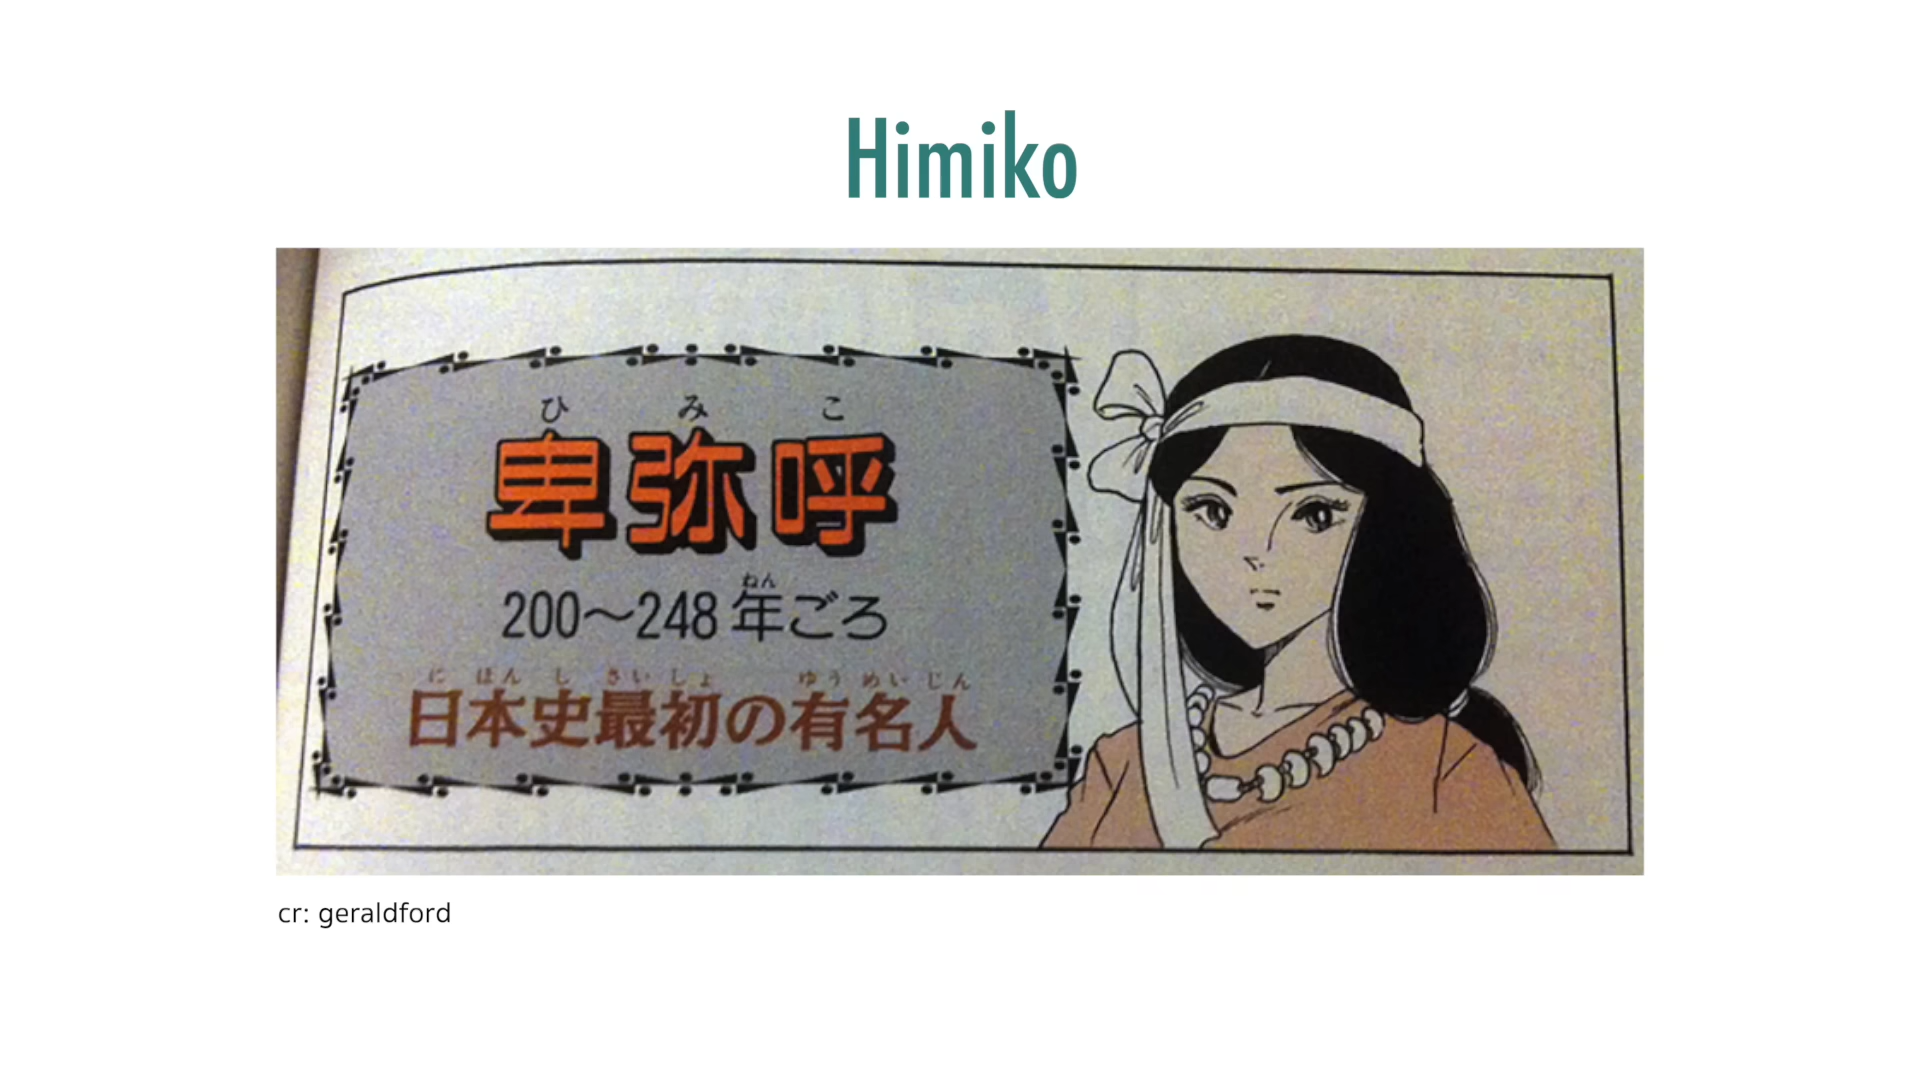 Himiko
ひみこ
卑弥呼
ねん
200〜248年ごろ
にほんしさいしょ ゆうめいじん
日本史最初の有名人
cr: geraldford